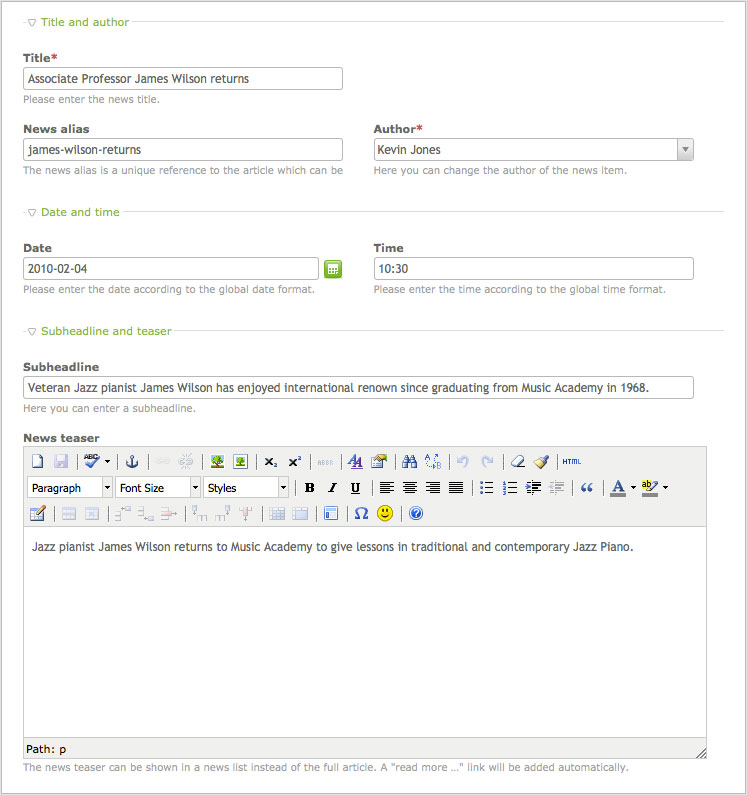 Title and author
Title*
Associate Professor James Wilson returns
Please enter the news title.
News alias Author*
james-wilson-returns Kevin Jones
The news alias is a unique reference to the article which can be Here you can change the author of the news item.
Date and time
Date Time
2010-02-04 10:30
Please enter the date according to the global date format. Please enter the time according to the global time format.
Subheadline and teaser
Subheadline
Veteran Jazz pianist James Wilson has enjoyed international renown since graduating from Music Academy in 1968.
Here you can enter a subheadline.
News teaser
ABC X₂ X² ABBR AA HTML
Paragraph Font Size Styles B I U A ab
Ω
Jazz pianist James Wilson returns to Music Academy to give lessons in traditional and contemporary Jazz Piano.
Path: p
The news teaser can be shown in a news list instead of the full article. A "read more ..." link will be added automatically.